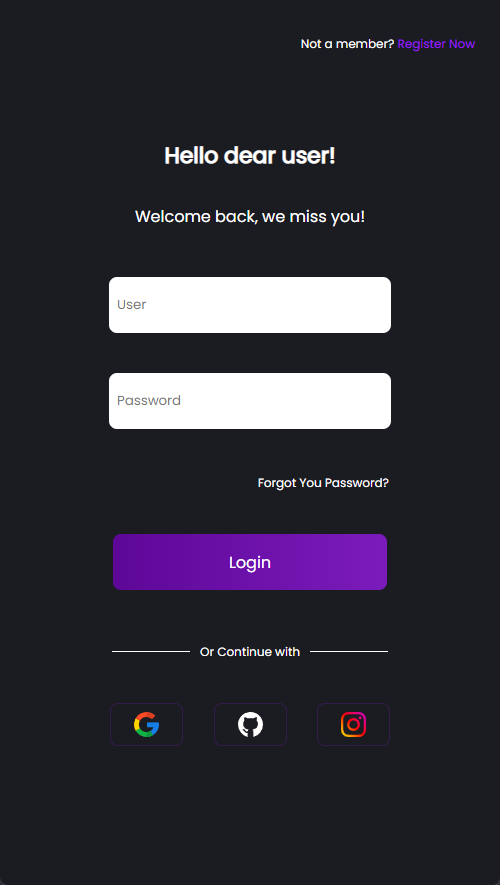 Not a member? Register Now
Hello dear user!
Welcome back, we miss you!
User
Password
Forgot You Password?
Login
Or Continue with